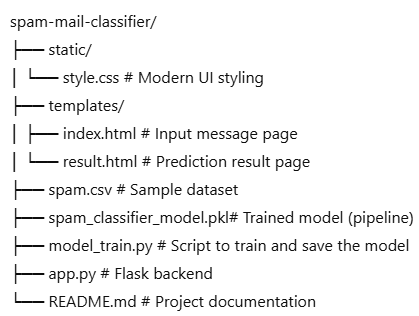 spam-mail-classifier/
├── static/
│ └── style.css # Modern UI styling
├── templates/
│ ├── index.html # Input message page
│ └── result.html # Prediction result page
├── spam.csv # Sample dataset
├── spam_classifier_model.pkl# Trained model (pipeline)
├── model_train.py # Script to train and save the model
├── app.py # Flask backend
└── README.md # Project documentation